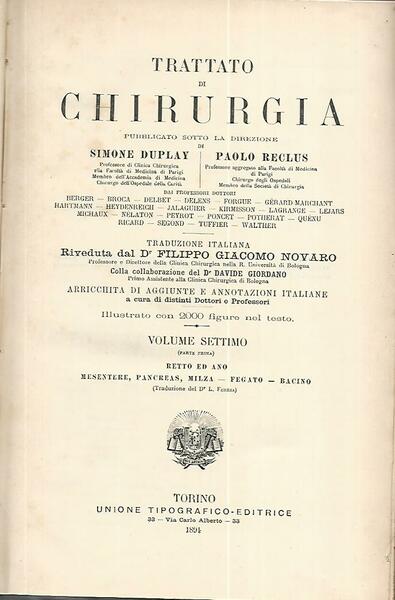 TRATTATO
DI
CHIRURGIA
PUBBLICATO SOTTO LA DIREZIONE
DI
SIMONE DUPLAY
Professore di Clinica Chirurgica
alla Facoltà di Medicina di Parigi
Membro dell'Accademia di Medicina
Chirurgo dell'Ospedale della Carità
PAOLO RECLUS
Professore aggregato alla Facoltà di Medicina
di Parigi
Chirurgo degli Ospedali
Membro della Società di Chirurgia
DAI PROFESSORI DOTTORI
BERGER — BROCA — DELBET — DELENS — FORGUE — GÉRARD MARCHANT
HARTMANN — HEYDENREICH — JALAGUIER — KIRMISSON — LAGRANGE — LEJARS
MICHAUX — NÉLATON — PEYROT — PONCET — POTHERAT — QUÉNU
RICARD — SEGOND — TUFFIER — WALTHER
TRADUZIONE ITALIANA
Riveduta dal Dr FILIPPO GIACOMO NOVARO
Professore e Direttore della Clinica Chirurgica nella R. Università di Bologna
Colla collaborazione del Dr DAVIDE GIORDANO
Primo Assistente alla Clinica Chirurgica di Bologna
ARRICCHITA DI AGGIUNTE E ANNOTAZIONI ITALIANE
a cura di distinti Dottori e Professori
Illustrato con 2000 figure nel testo.
VOLUME SETTIMO
(PARTE PRIMA)
RETTO ED ANO
MESENTERE, PANCREAS, MILZA — FEGATO — BACINO
(Traduzione del Dr L. FERRIA)
TORINO
UNIONE TIPOGRAFICO-EDITRICE
33 — Via Carlo Alberto — 33
1894